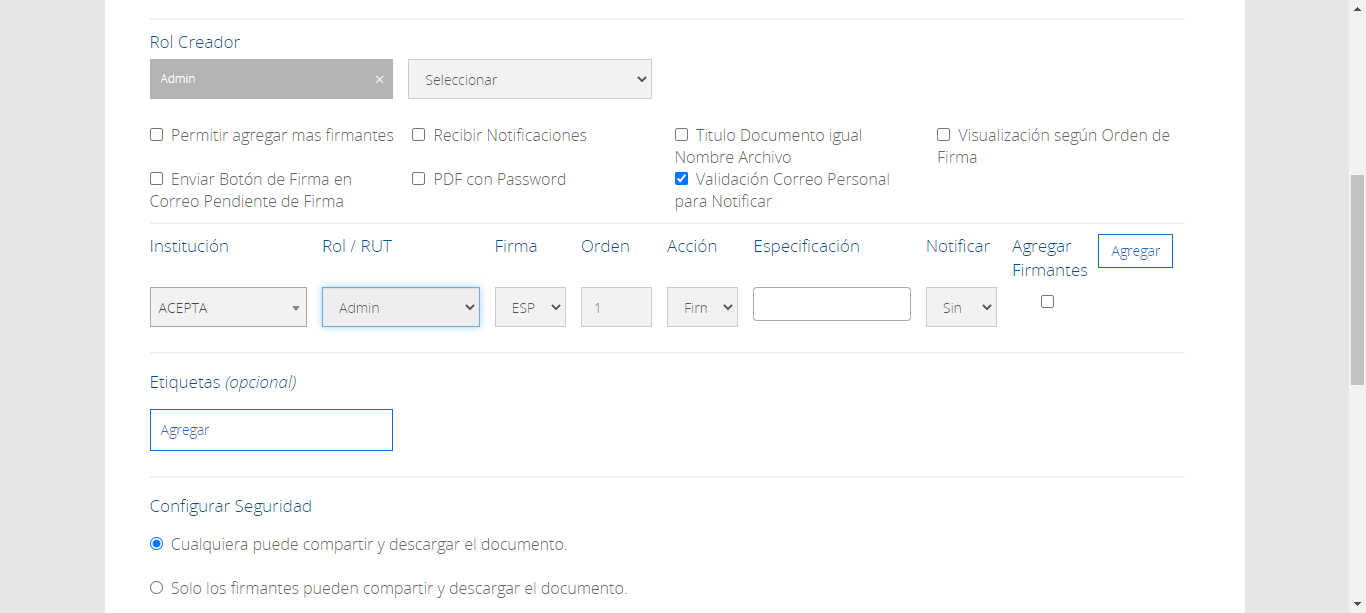 Rol Creador
Admin ×
Seleccionar
Permitir agregar mas firmantes
Recibir Notificaciones
Titulo Documento igual
Nombre Archivo
Visualización según Orden de
Firma
Enviar Botón de Firma en
Correo Pendiente de Firma
PDF con Password
Validación Correo Personal
para Notificar
Institución Rol / RUT Firma Orden Acción Especificación Notificar Agregar
Firmantes
Agregar
ACEPTA Admin ESP 1 Firn Sin
Etiquetas (opcional)
Agregar
Configurar Seguridad
Cualquiera puede compartir y descargar el documento.
Solo los firmantes pueden compartir y descargar el documento.